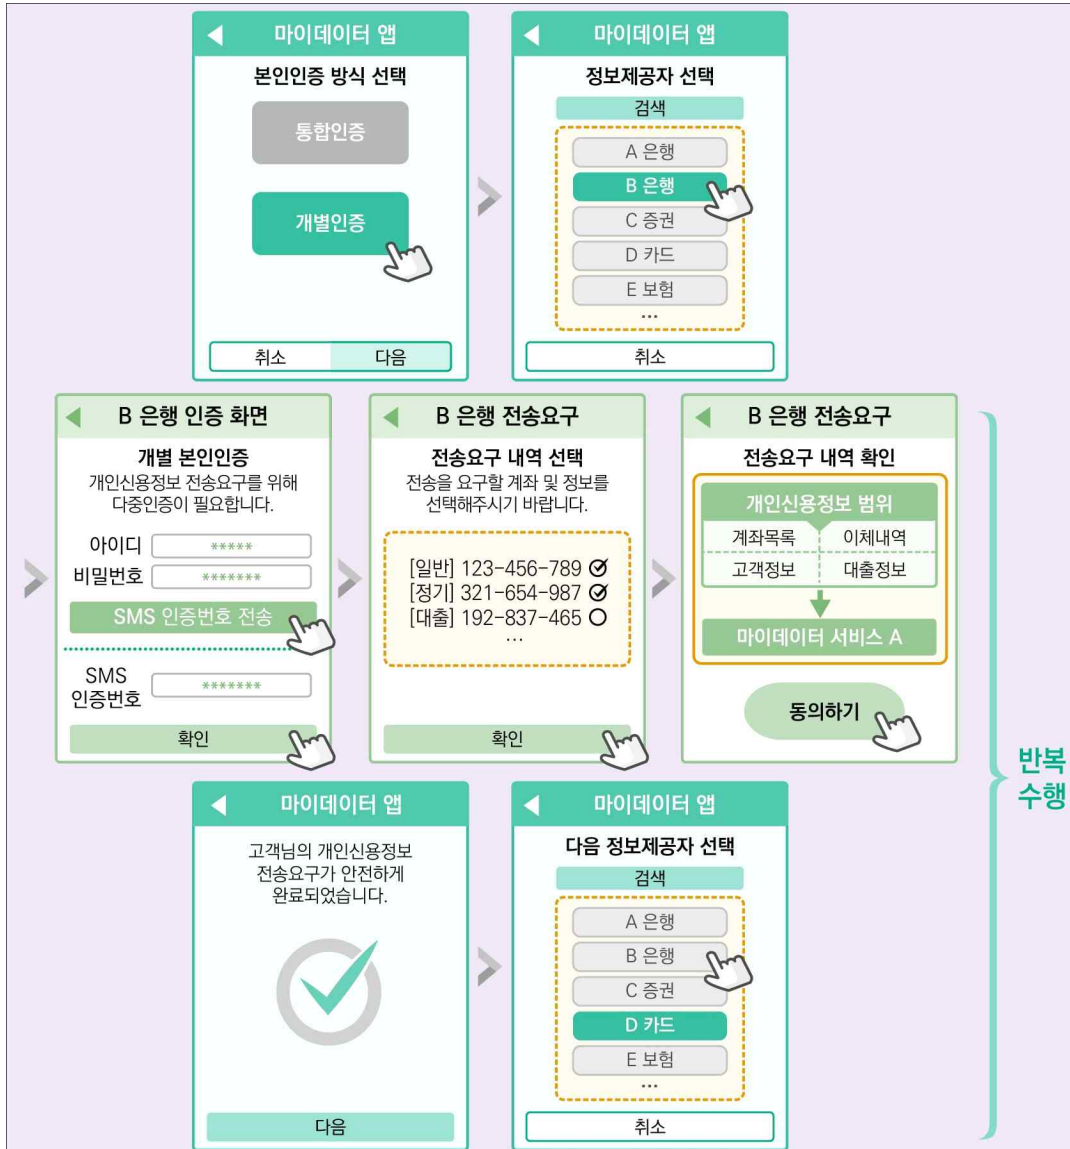 마이데이터 앱
본인인증 방식 선택
통합인증
개별인증
취소 다음
마이데이터 앱
정보제공자 선택
검색
A 은행
B 은행
C 증권
D 카드
E 보험
...
취소
B 은행 인증 화면
개별 본인인증
개인신용정보 전송요구를 위해
다중인증이 필요합니다.
아이디 *****
비밀번호 *******
SMS 인증번호 전송
SMS
인증번호 *******
확인
B 은행 전송요구
전송요구 내역 선택
전송을 요구할 계좌 및 정보를
선택해주시기 바랍니다.
[일반] 123-456-789
[정기] 321-654-987
[대출] 192-837-465
...
확인
B 은행 전송요구
전송요구 내역 확인
개인신용정보 범위
계좌목록 이체내역
고객정보 대출정보
마이데이터 서비스 A
동의하기
반복
수행
마이데이터 앱
고객님의 개인신용정보
전송요구가 안전하게
완료되었습니다.
다음
마이데이터 앱
다음 정보제공자 선택
검색
A 은행
B 은행
C 증권
D 카드
E 보험
...
취소